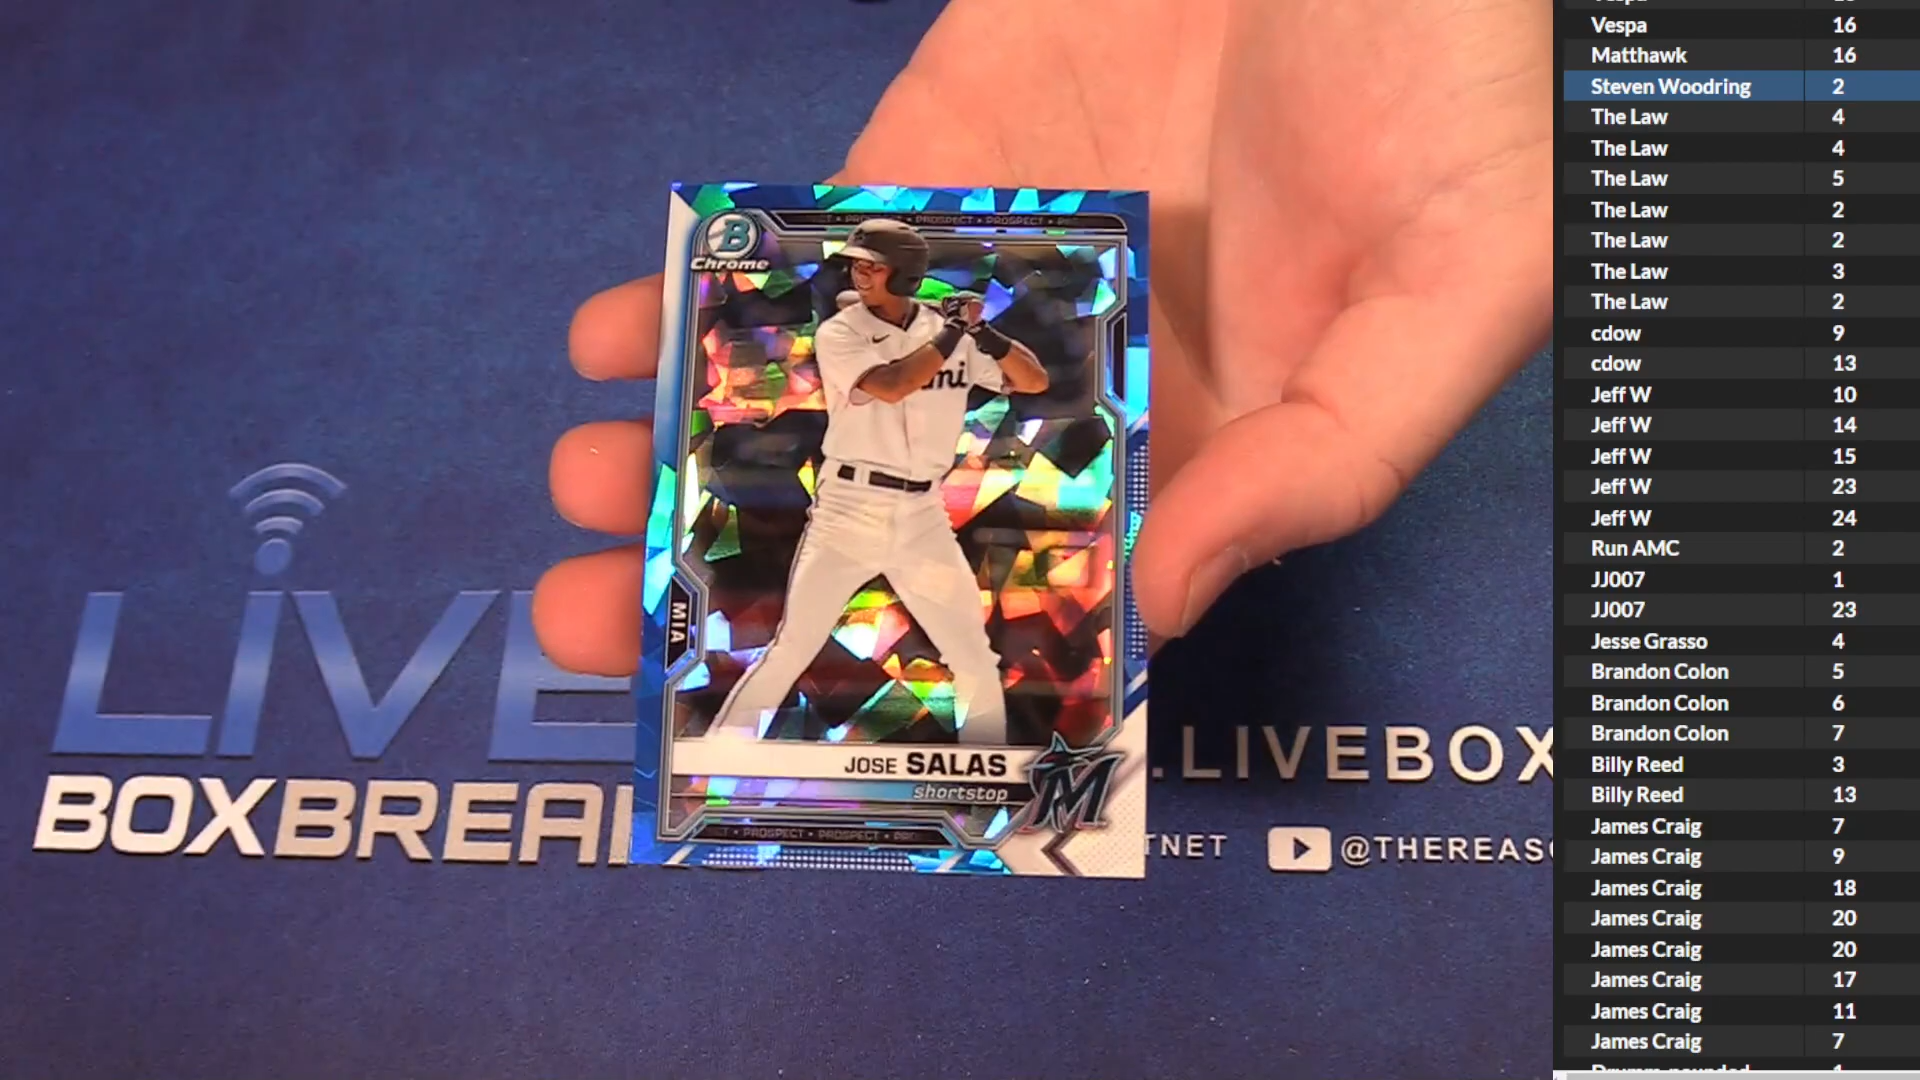 PROSPECT • PROSPECT • PROSPECT
B
Chrome
mi
MIA
JOSE SALAS
shortstop
M
PROSPECT • PROSPECT
LIVE
BOXBREA
.LIVEBOX
TNET
@THEREAS
Vespa 16
Matthawk 16
Steven Woodring 2
The Law 4
The Law 4
The Law 5
The Law 2
The Law 2
The Law 3
The Law 2
cdow 9
cdow 13
Jeff W 10
Jeff W 14
Jeff W 15
Jeff W 23
Jeff W 24
Run AMC 2
JJ007 1
JJ007 23
Jesse Grasso 4
Brandon Colon 5
Brandon Colon 6
Brandon Colon 7
Billy Reed 3
Billy Reed 13
James Craig 7
James Craig 9
James Craig 18
James Craig 20
James Craig 20
James Craig 17
James Craig 11
James Craig 7